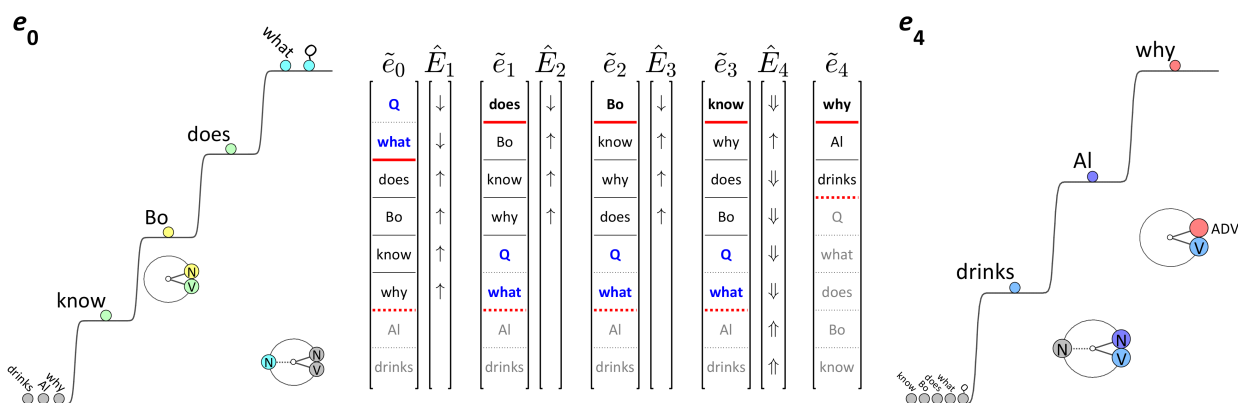 e0
what Q
does
Bo
N
V
know
N N
V
drinks Al why
ẽ0 Ê1 ẽ1 Ê2 ẽ2 Ê3 ẽ3 Ê4 ẽ4
Q ↓ does ↓ Bo ↓ know ⇓ why
what ↓ Bo ↑ know ↑ why ↑ Al
does ↑ know ↑ why ↑ does ⇓ drinks
Bo ↑ why ↑ does ↑ Bo ⇓ Q
know ↑ Q Q Q ⇓ what
why ↑ what what what ⇓ does
Al Al Al Al ⇑ Bo
drinks drinks drinks drinks ⇑ know
e4
why
Al
ADV
V
drinks
N N
V
know Bo does what Q